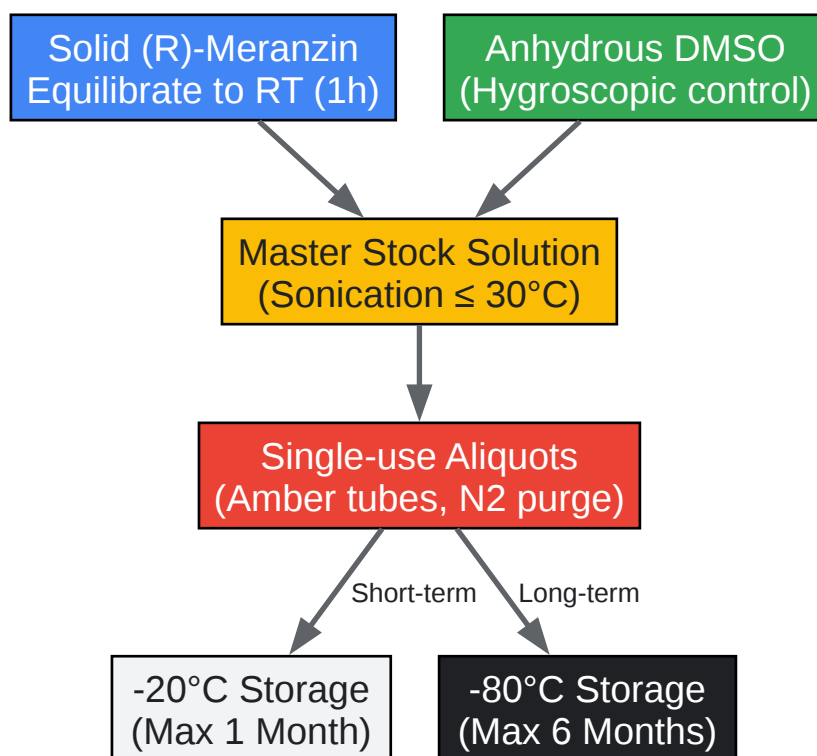 Solid (R)-Meranzin
Equilibrate to RT (1h)
Anhydrous DMSO
(Hygroscopic control)
Master Stock Solution
(Sonication ≤ 30°C)
Single-use Aliquots
(Amber tubes, N2 purge)
Short-term
Long-term
-20°C Storage
(Max 1 Month)
-80°C Storage
(Max 6 Months)